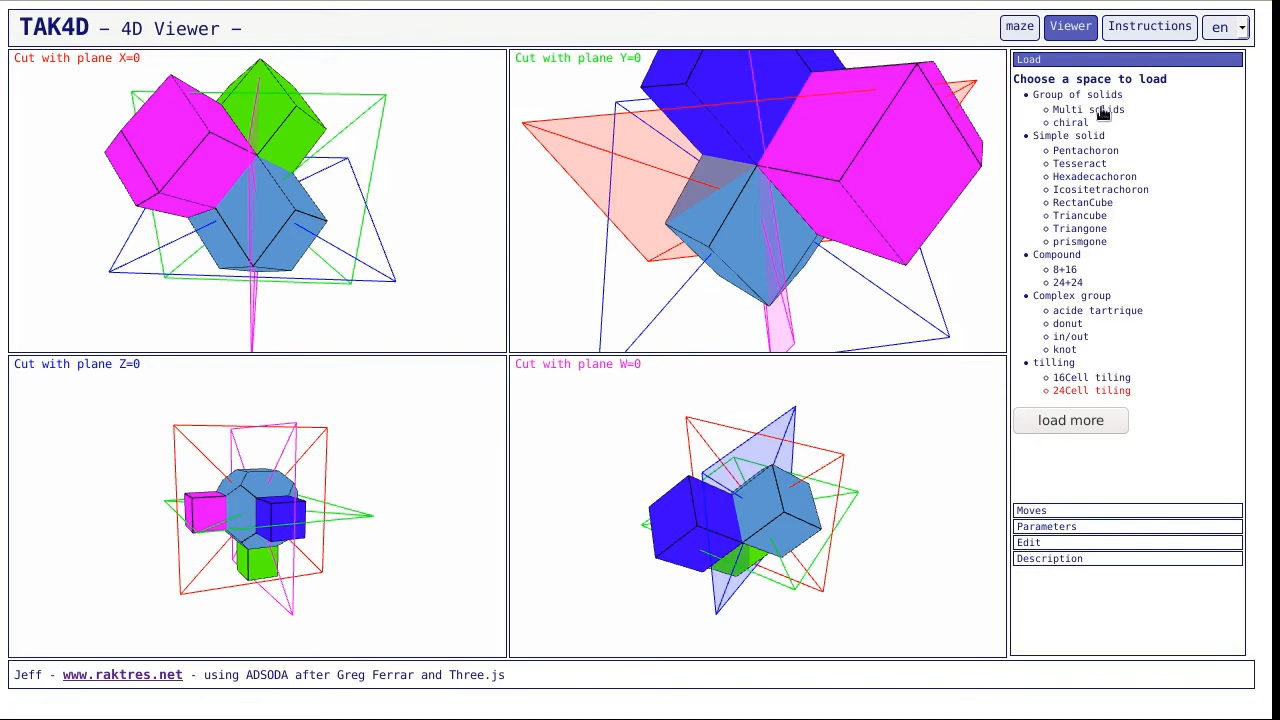 TAK4D – 4D Viewer –
maze
Viewer
Instructions
en
Cut with plane X=0
Cut with plane Y=0
Cut with plane Z=0
Cut with plane W=0
Load
Choose a space to load
Group of solids
Multi solids
chiral
Simple solid
Pentachoron
Tesseract
Hexadecachoron
Icositetrachoron
RectanCube
Triancube
Triangone
prismgone
Compound
8+16
24+24
Complex group
acide tartrique
donut
in/out
knot
tilling
16Cell tiling
24Cell tiling
load more
Moves
Parameters
Edit
Description
Jeff - www.raktres.net - using ADSODA after Greg Ferrar and Three.js